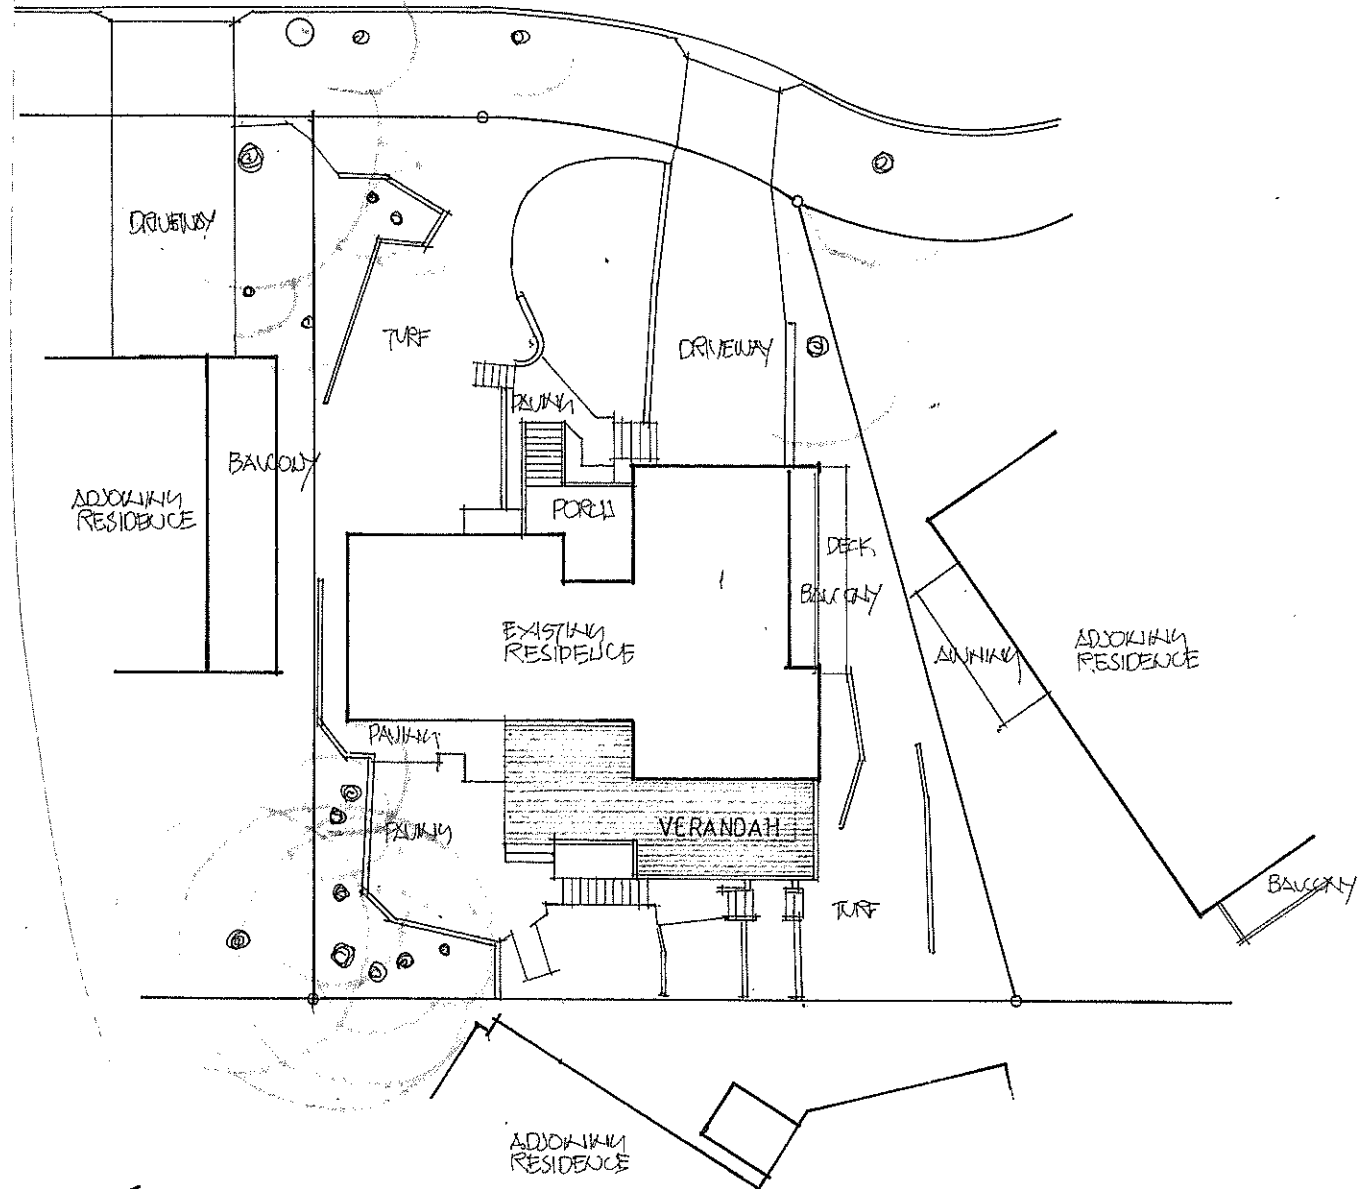 DRIVEWAY
TURF
DRIVEWAY
PAVING
BALCONY
ADJOINING
RESIDENCE
PORCH
DECK
BALCONY
EXISTING
RESIDENCE
AWNING
ADJOINING
RESIDENCE
PAVING
PAVING
VERANDAH
TURF
BALCONY
ADJOINING
RESIDENCE